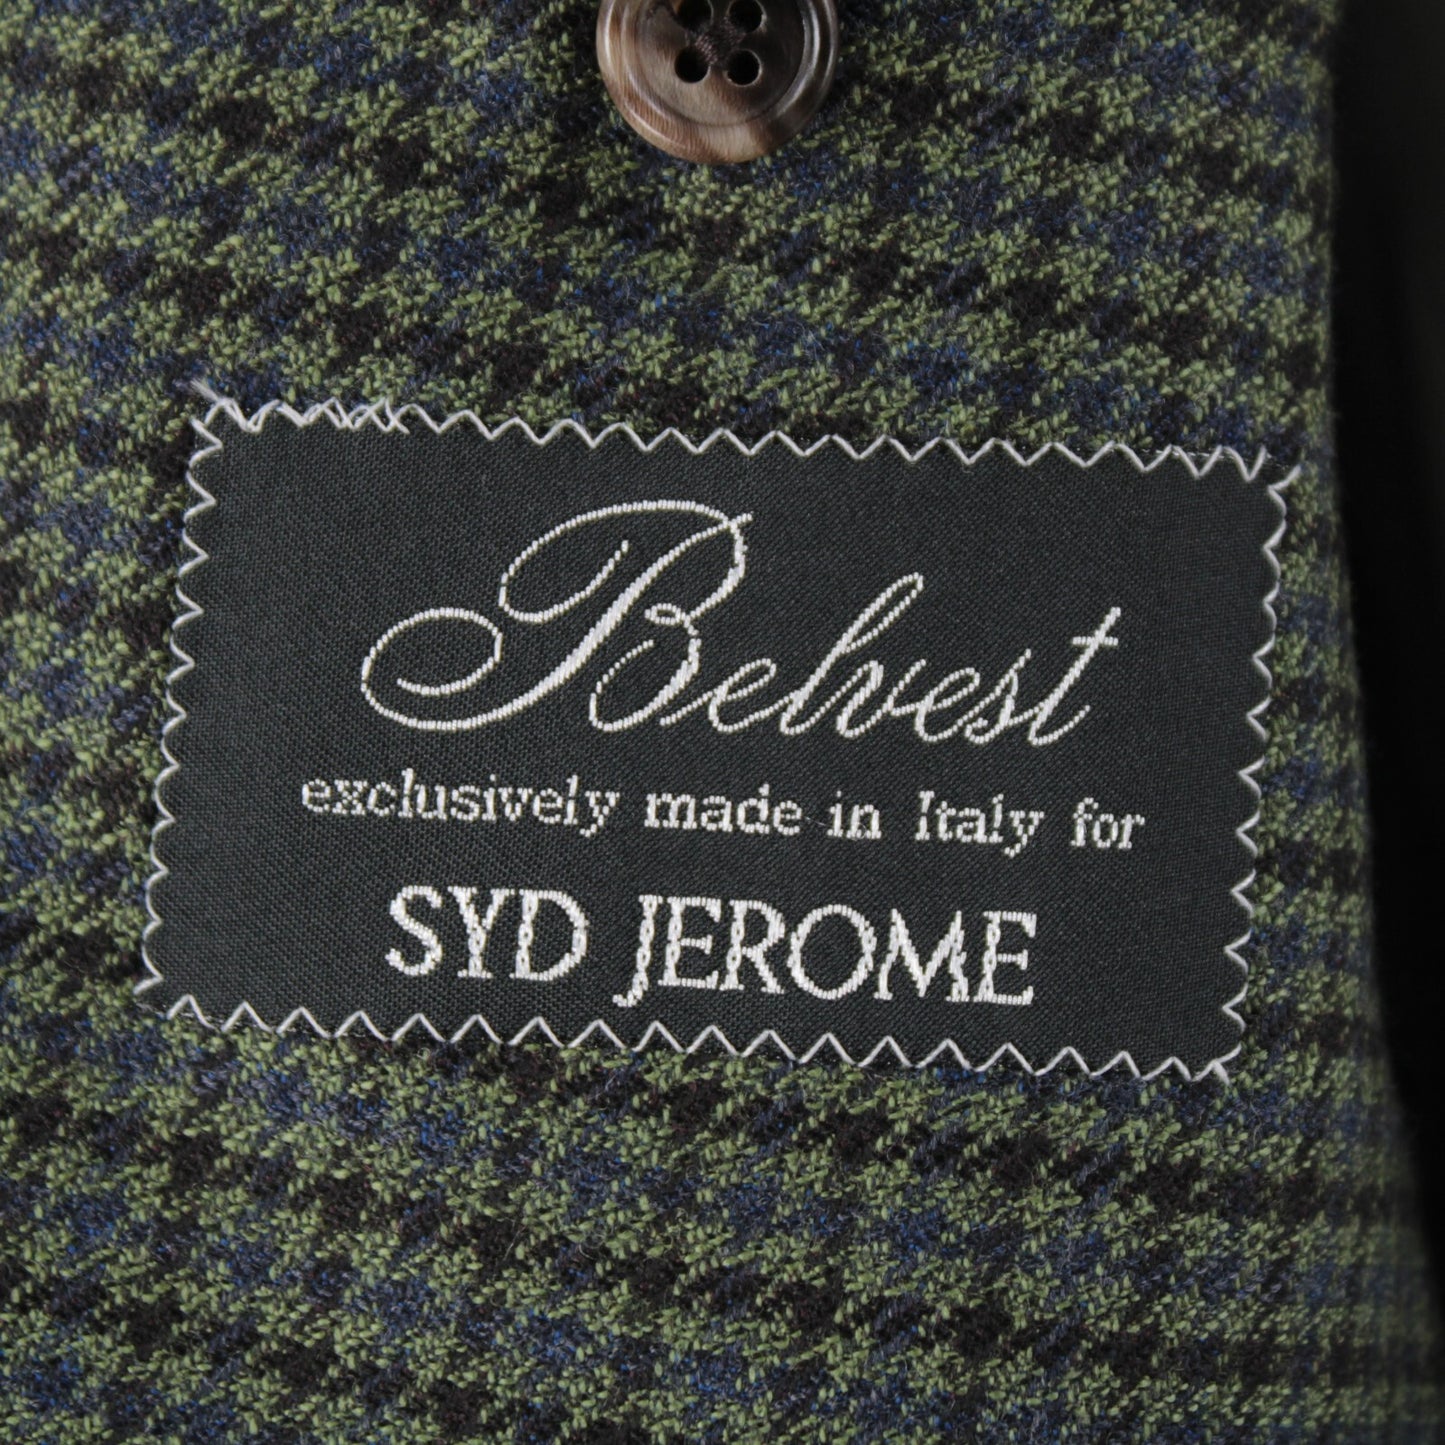 Belvest
exclusively made in Italy for
SYD JEROME